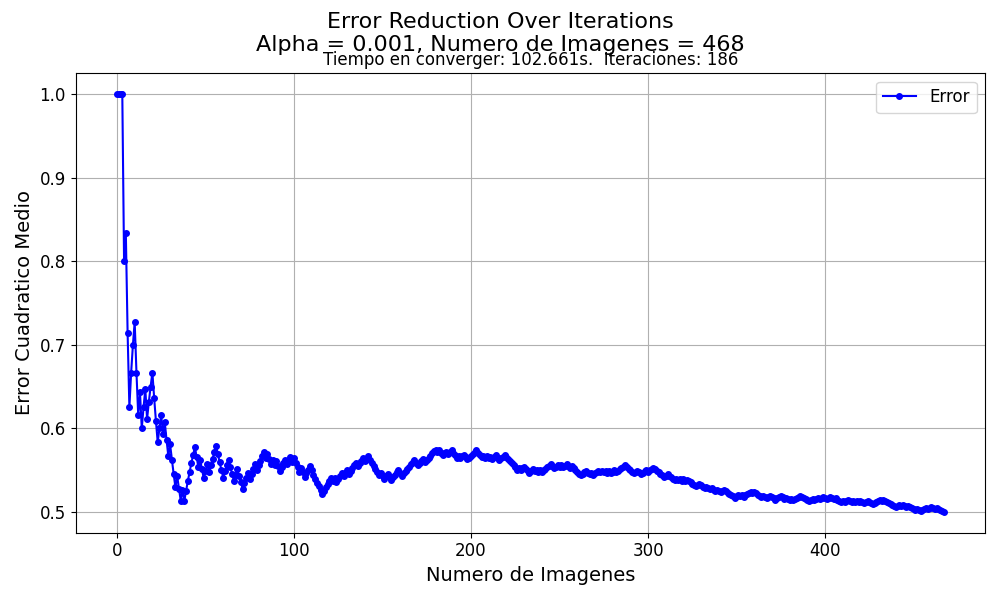 Error Reduction Over Iterations
Alpha = 0.001, Numero de Imagenes = 468
Tiempo en converger: 102.661s. Iteraciones: 186
Error
Error Cuadratico Medio
1.0
0.9
0.8
0.7
0.6
0.5
0
100
200
300
400
Numero de Imagenes